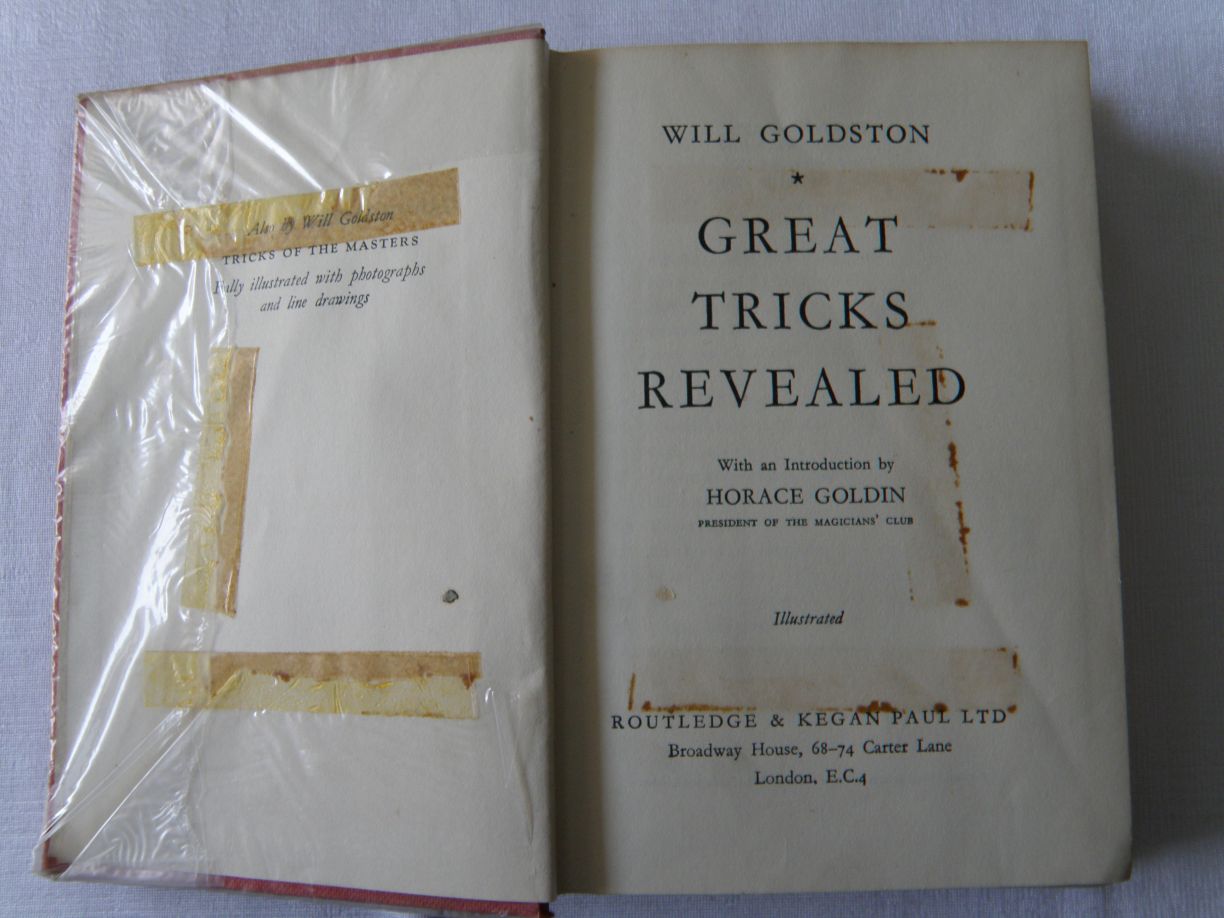 Also by Will Goldston
TRICKS OF THE MASTERS
Fully illustrated with photographs
and line drawings
WILL GOLDSTON
*
GREAT
TRICKS
REVEALED
With an Introduction by
HORACE GOLDIN
PRESIDENT OF THE MAGICIANS' CLUB
Illustrated
ROUTLEDGE & KEGAN PAUL LTD
Broadway House, 68–74 Carter Lane
London, E.C.4